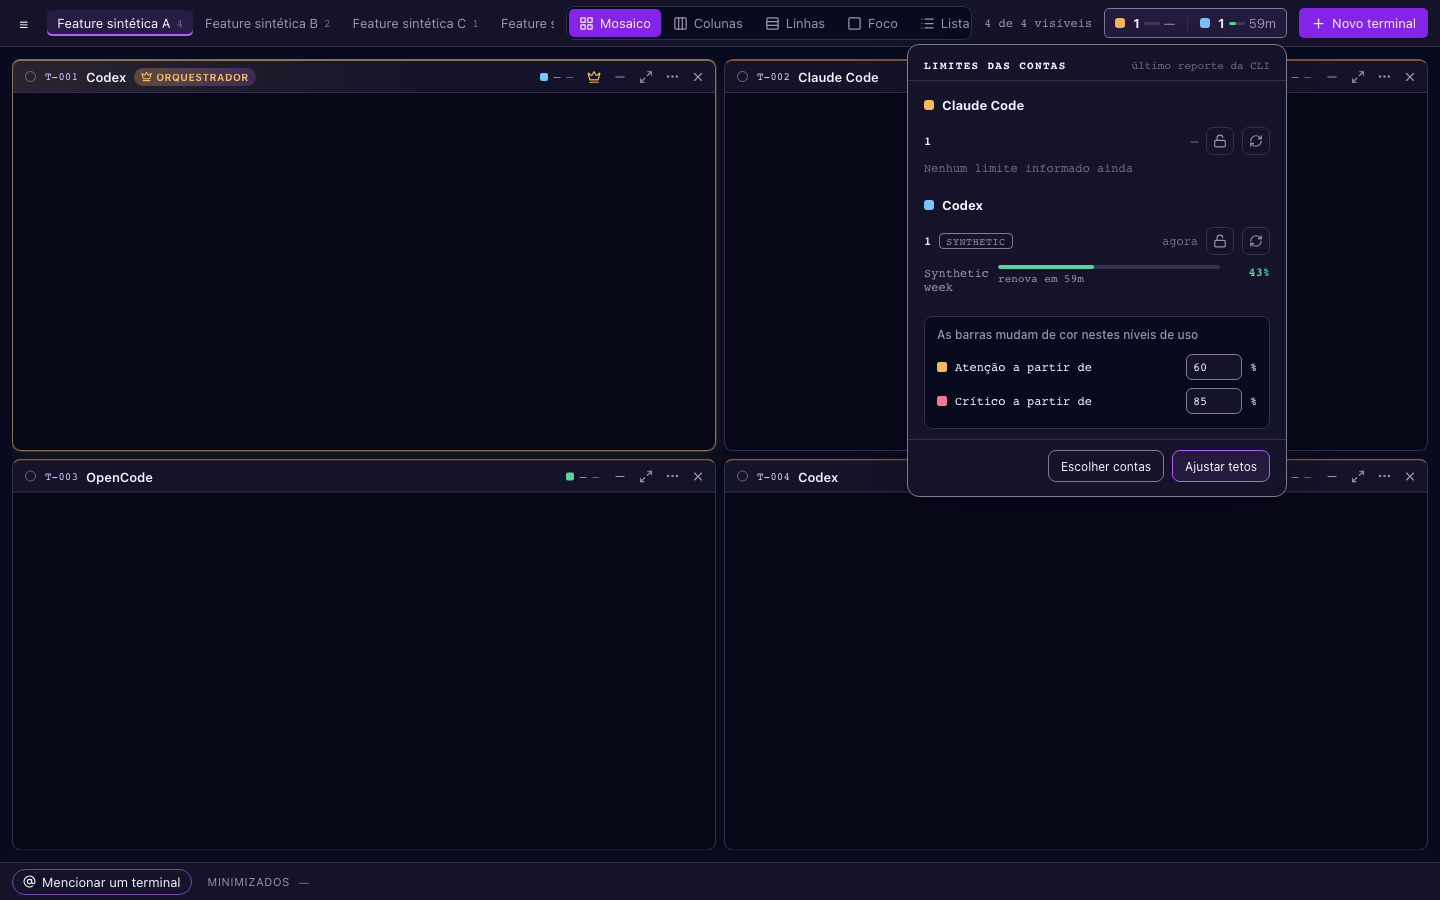 Feature sintética A 4 Feature sintética B 2 Feature sintética C 1 Feature s Mosaico Colunas Linhas Foco Lista 4 de 4 visíveis 1 — 1 59m + Novo terminal
T-001 Codex ORQUESTRADOR — —
T-002 Claude Code — —
LIMITES DAS CONTAS último reporte da CLI
Claude Code
1 —
Nenhum limite informado ainda
Codex
1 SYNTHETIC agora
Synthetic week 43%
renova em 59m
As barras mudam de cor nestes níveis de uso
Atenção a partir de 60 %
Crítico a partir de 85 %
Escolher contas Ajustar tetos
T-003 OpenCode — —
T-004 Codex — —
@ Mencionar um terminal MINIMIZADOS —